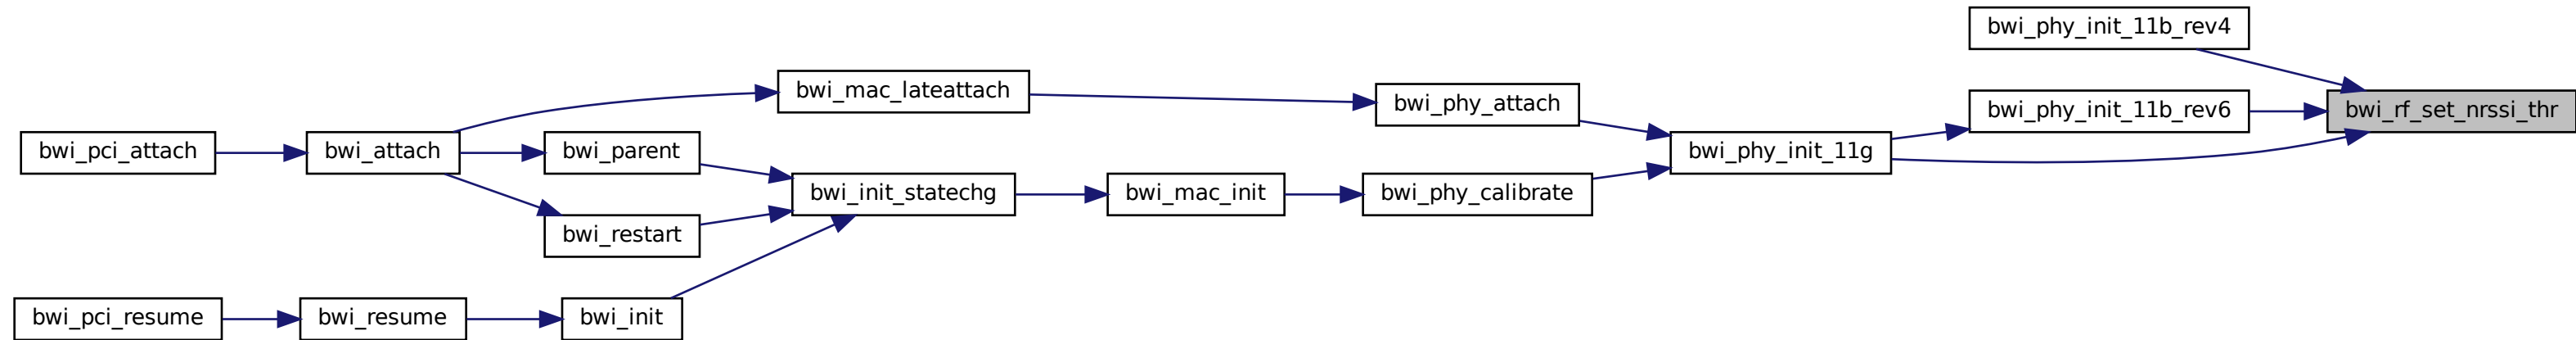 bwi_phy_init_11b_rev4
bwi_mac_lateattach
bwi_phy_attach
bwi_phy_init_11b_rev6
bwi_rf_set_nrssi_thr
bwi_pci_attach
bwi_attach
bwi_parent
bwi_phy_init_11g
bwi_init_statechg
bwi_mac_init
bwi_phy_calibrate
bwi_restart
bwi_pci_resume
bwi_resume
bwi_init